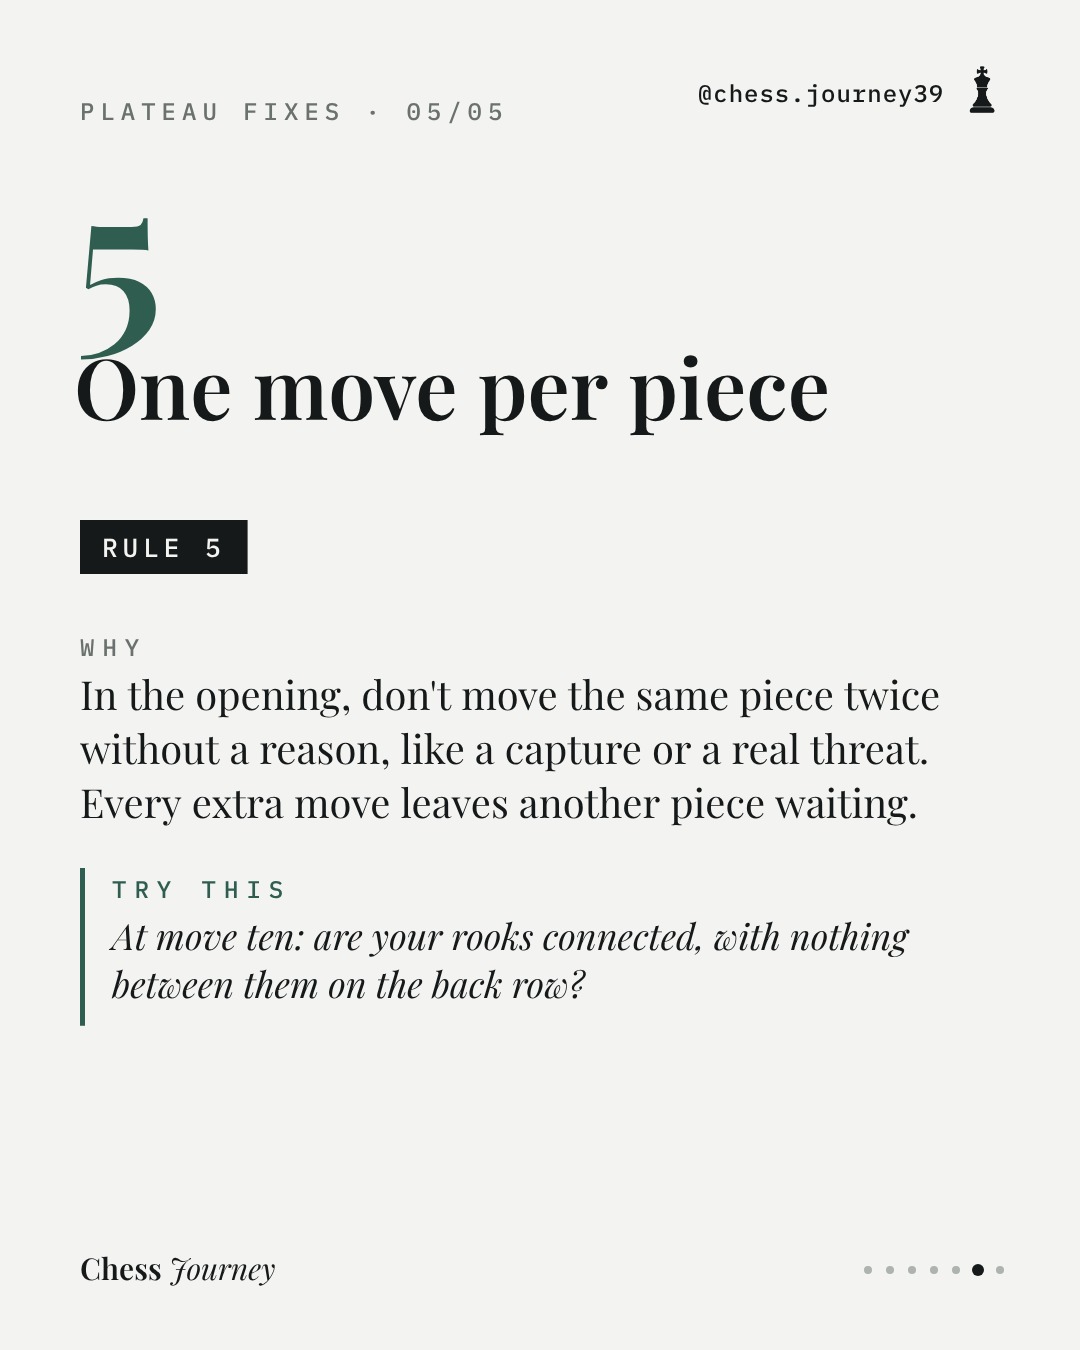 PLATEAU FIXES · 05/05
@chess.journey39
5
One move per piece
RULE 5
WHY
In the opening, don't move the same piece twice
without a reason, like a capture or a real threat.
Every extra move leaves another piece waiting.
TRY THIS
At move ten: are your rooks connected, with nothing
between them on the back row?
Chess Journey